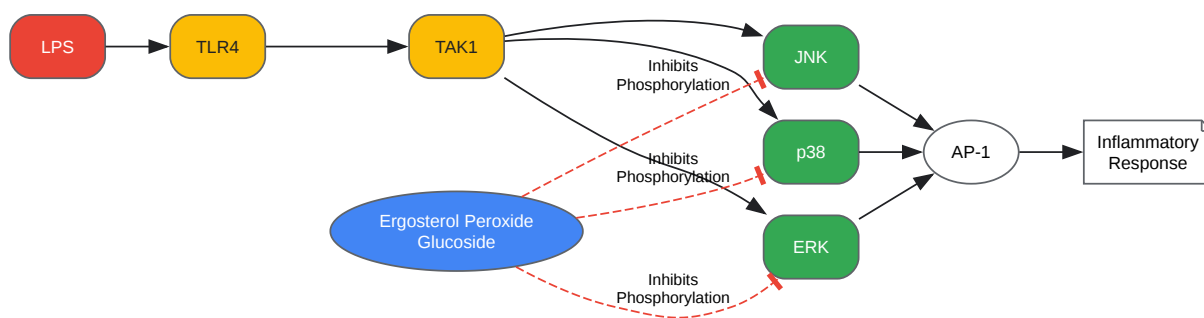 LPS
TLR4
TAK1
JNK
Inhibits
Phosphorylation
p38
AP-1
Inflammatory
Response
Inhibits
Phosphorylation
Ergosterol Peroxide
Glucoside
ERK
Inhibits
Phosphorylation